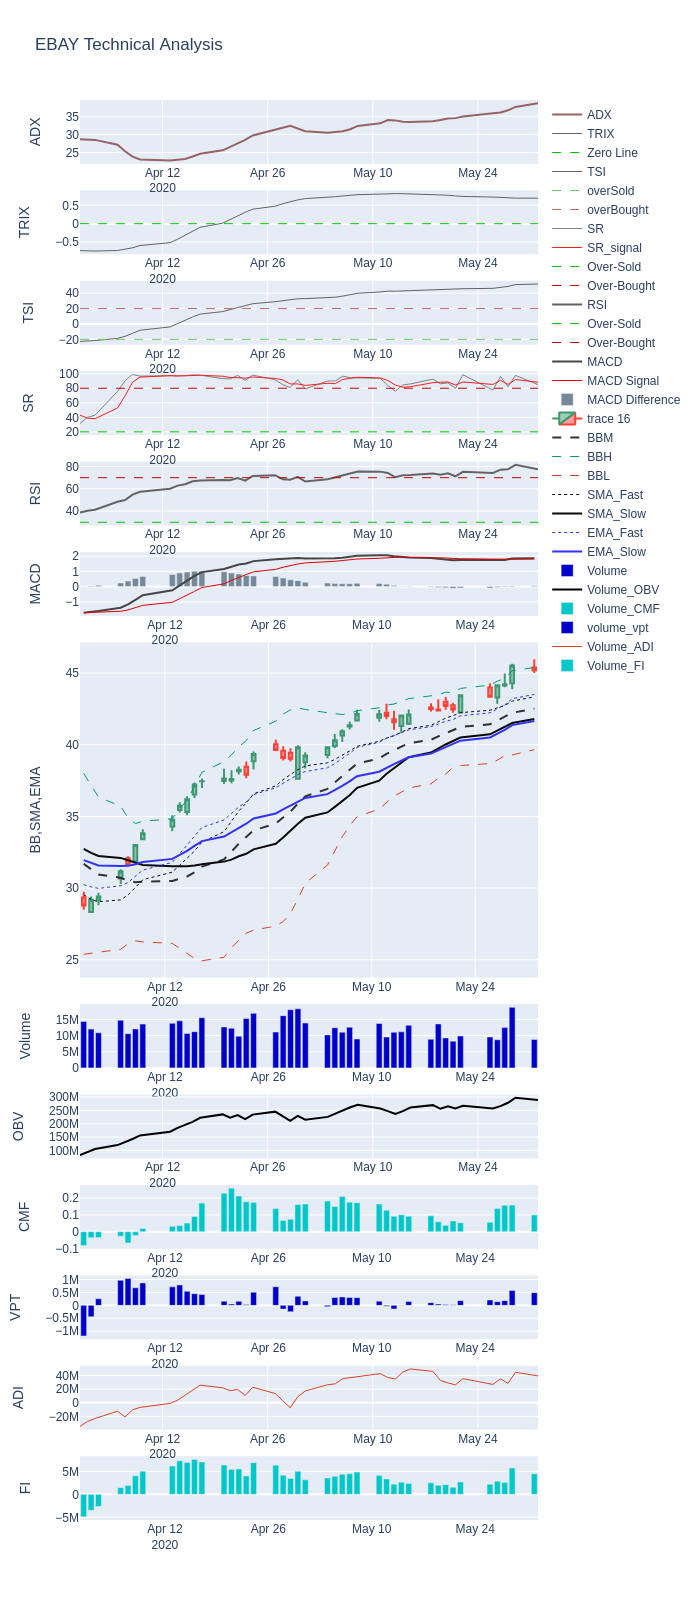 EBAY Technical Analysis
ADX
35
30
25
Apr 12
2020
Apr 26
May 10
May 24
TRIX
0.5
0
−0.5
Apr 12
2020
Apr 26
May 10
May 24
TSI
40
20
0
−20
Apr 12
2020
Apr 26
May 10
May 24
SR
100
80
60
40
20
Apr 12
2020
Apr 26
May 10
May 24
RSI
80
60
40
Apr 12
2020
Apr 26
May 10
May 24
MACD
2
1
0
−1
Apr 12
2020
Apr 26
May 10
May 24
BB,SMA,EMA
45
40
35
30
25
Apr 12
2020
Apr 26
May 10
May 24
Volume
15M
10M
5M
0
Apr 12
2020
Apr 26
May 10
May 24
OBV
300M
250M
200M
150M
100M
Apr 12
2020
Apr 26
May 10
May 24
CMF
0.2
0.1
0
−0.1
Apr 12
2020
Apr 26
May 10
May 24
VPT
1M
0.5M
0
−0.5M
−1M
Apr 12
2020
Apr 26
May 10
May 24
ADI
40M
20M
0
−20M
Apr 12
2020
Apr 26
May 10
May 24
FI
5M
0
−5M
Apr 12
2020
Apr 26
May 10
May 24
ADX
TRIX
Zero Line
TSI
overSold
overBought
SR
SR_signal
Over-Sold
Over-Bought
RSI
Over-Sold
Over-Bought
MACD
MACD Signal
MACD Difference
trace 16
BBM
BBH
BBL
SMA_Fast
SMA_Slow
EMA_Fast
EMA_Slow
Volume
Volume_OBV
Volume_CMF
volume_vpt
Volume_ADI
Volume_FI